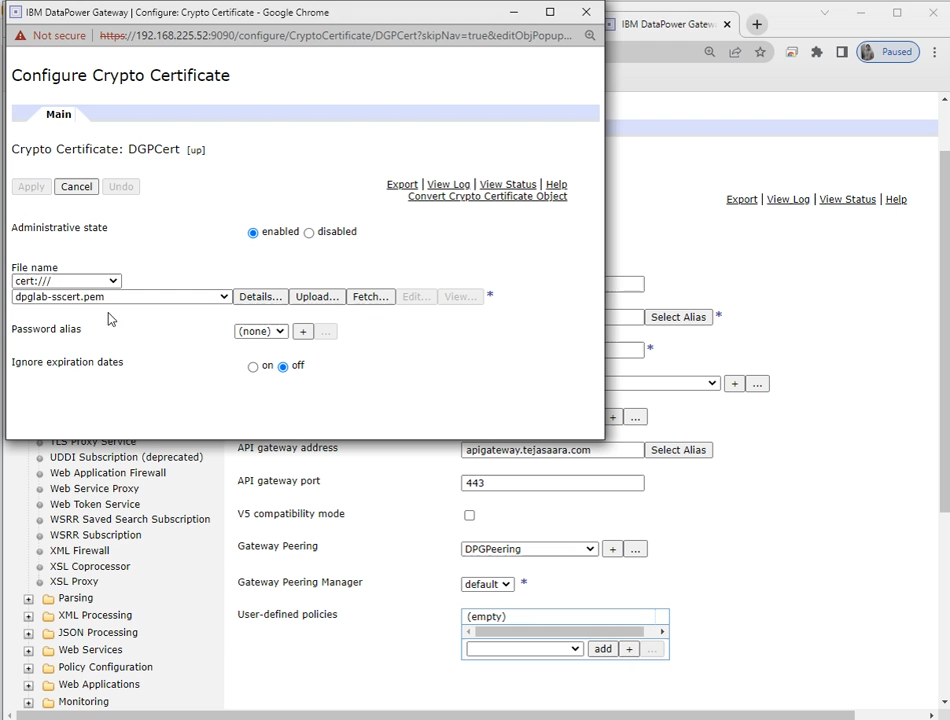 IBM DataPower Gateway | Configure: Crypto Certificate - Google Chrome
Not secure | https://192.168.225.52:9090/configure/CryptoCertificate/DGPCert?skipNav=true&editObjPopup...
Configure Crypto Certificate
Main
Crypto Certificate: DGPCert [up]
Apply Cancel Undo
Export | View Log | View Status | Help
Convert Crypto Certificate Object
Administrative state
enabled disabled
File name
cert:///
dpglab-sscert.pem Details... Upload... Fetch... Edit... View... *
Password alias (none) + ...
Ignore expiration dates on off
IBM DataPower Gatew
Paused
Export | View Log | View Status | Help
Select Alias *
*
+ ...
+ ...
TLS Proxy Service
UDDI Subscription (deprecated)
Web Application Firewall
Web Service Proxy
Web Token Service
WSRR Saved Search Subscription
WSRR Subscription
XML Firewall
XSL Coprocessor
XSL Proxy
Parsing
XML Processing
JSON Processing
Web Services
Policy Configuration
Web Applications
Monitoring
API gateway address apigateway.tejasaara.com Select Alias
API gateway port 443
V5 compatibility mode
Gateway Peering DPGPeering + ...
Gateway Peering Manager default *
User-defined policies (empty)
add + ...